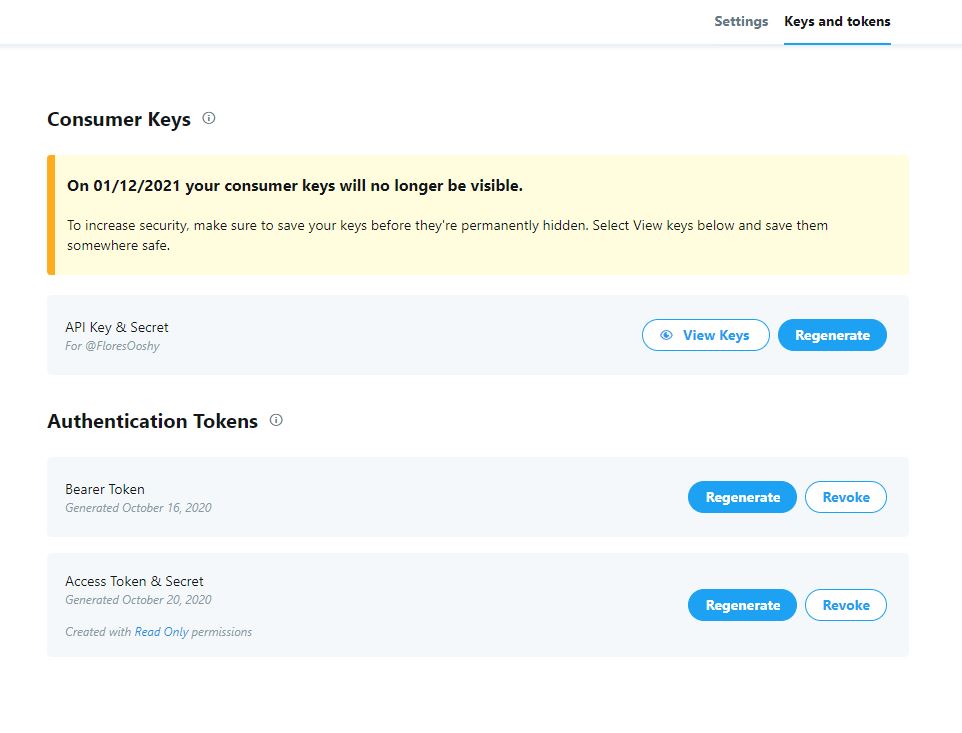 Settings Keys and tokens
Consumer Keys
On 01/12/2021 your consumer keys will no longer be visible.
To increase security, make sure to save your keys before they're permanently hidden. Select View keys below and save them
somewhere safe.
API Key & Secret
For @FloresOoshy
View Keys Regenerate
Authentication Tokens
Bearer Token
Generated October 16, 2020
Regenerate Revoke
Access Token & Secret
Generated October 20, 2020
Created with Read Only permissions
Regenerate Revoke